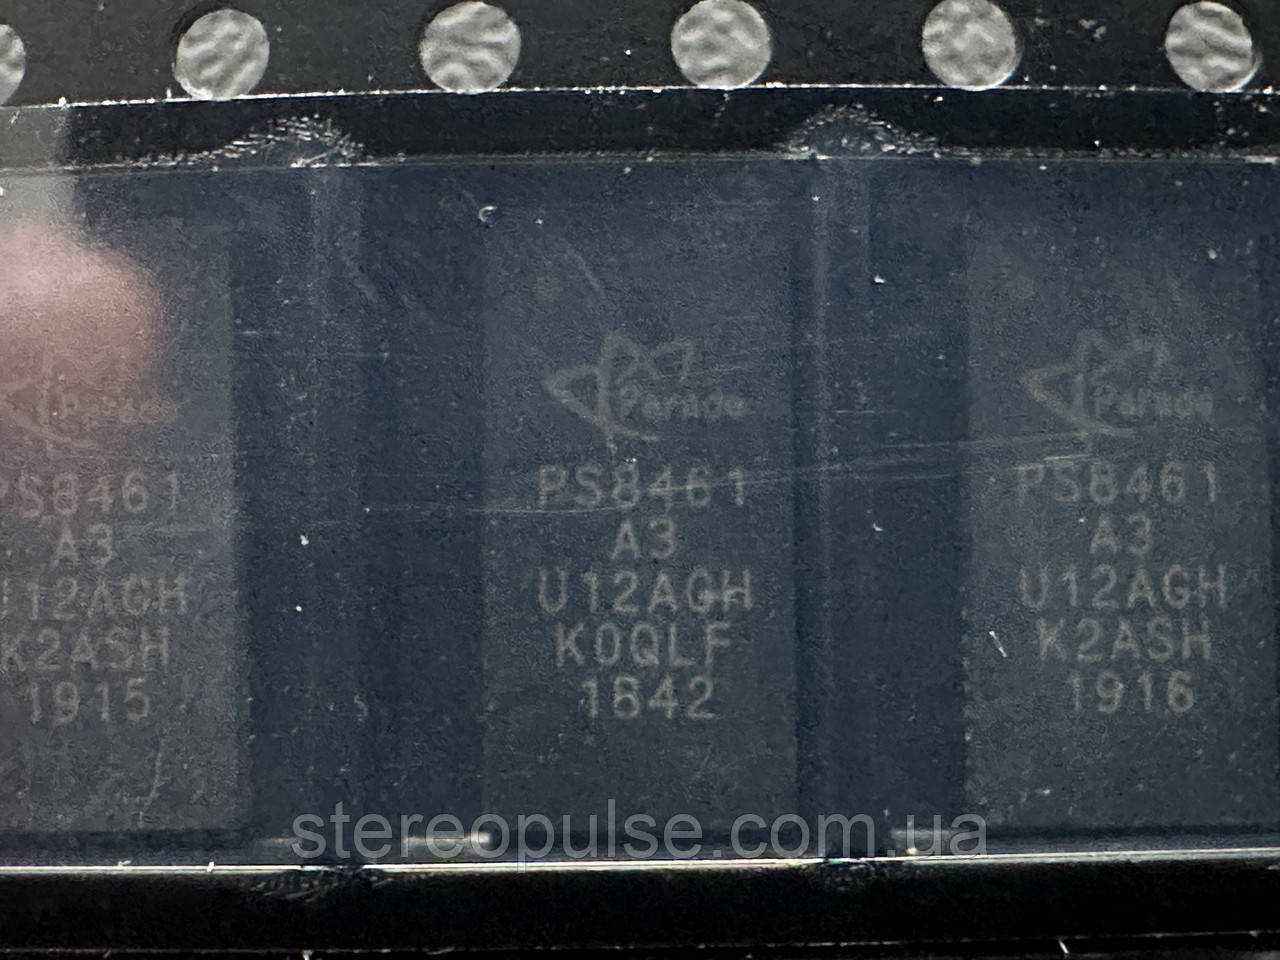 Parade
PS8461
A3
U12AGH
K2ASH
1915
Parade
PS8461
A3
U12AGH
K0QLF
1842
Parade
PS8461
A3
U12AGH
K2ASH
1916
stereopulse.com.ua